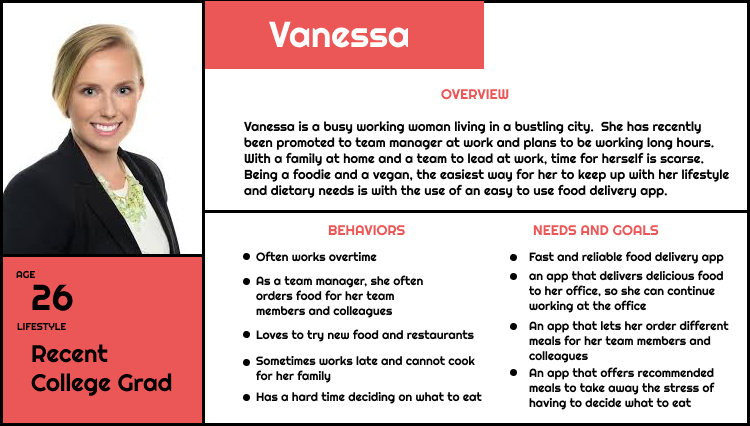 Vanessa
OVERVIEW
Vanessa is a busy working woman living in a bustling city. She has recently
been promoted to team manager at work and plans to be working long hours.
With a family at home and a team to lead at work, time for herself is scarse.
Being a foodie and a vegan, the easiest way for her to keep up with her lifestyle
and dietary needs is with the use of an easy to use food delivery app.
AGE
26
LIFESTYLE
Recent
College Grad
BEHAVIORS
Often works overtime
As a team manager, she often
orders food for her team
members and colleagues
Loves to try new food and restaurants
Sometimes works late and cannot cook
for her family
Has a hard time deciding on what to eat
NEEDS AND GOALS
Fast and reliable food delivery app
an app that delivers delicious food
to her office, so she can continue
working at the office
An app that lets her order different
meals for her team members and
colleagues
An app that offers recommended
meals to take away the stress of
having to decide what to eat